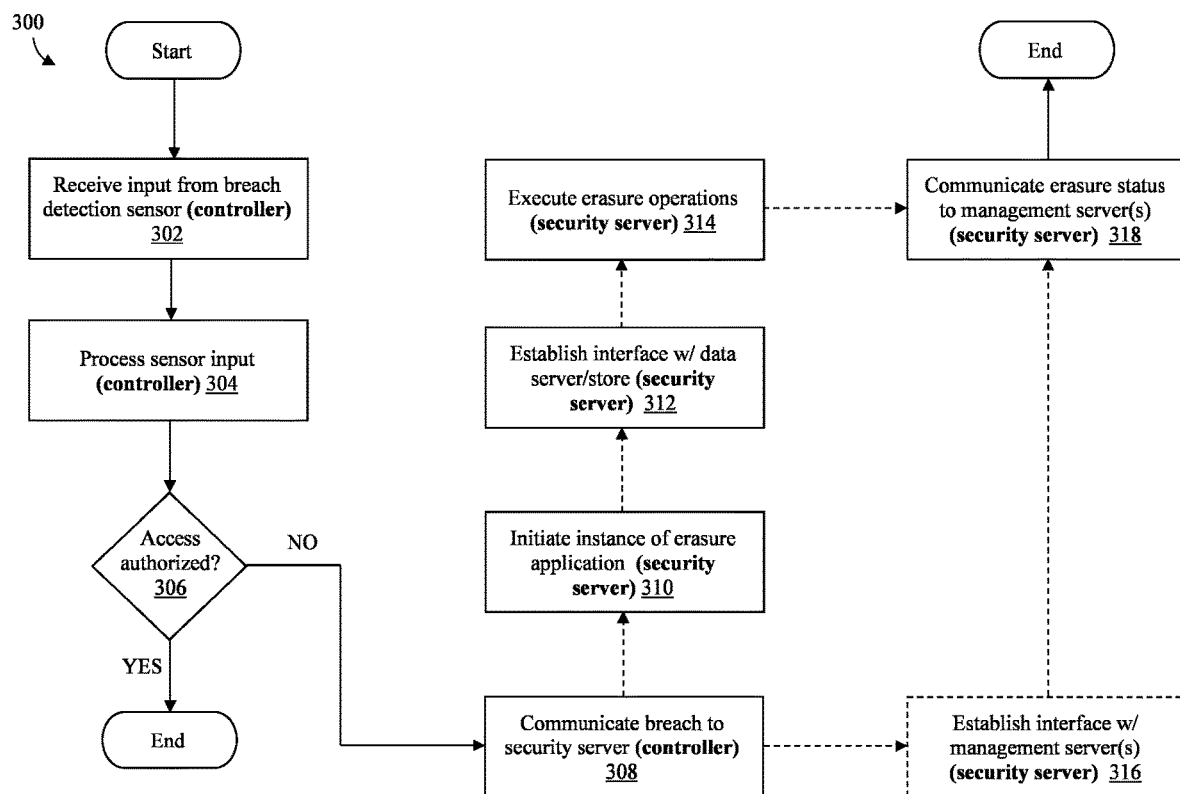 300
Start
Receive input from breach
detection sensor (controller)
302
Process sensor input
(controller) 304
Access
authorized?
306
NO
YES
End
Communicate breach to
security server (controller)
308
Initiate instance of erasure
application (security
server) 310
Establish interface w/ data
server/store (security
server) 312
Execute erasure operations
(security server) 314
Establish interface w/
management server(s)
(security server) 316
Communicate erasure status
to management server(s)
(security server) 318
End